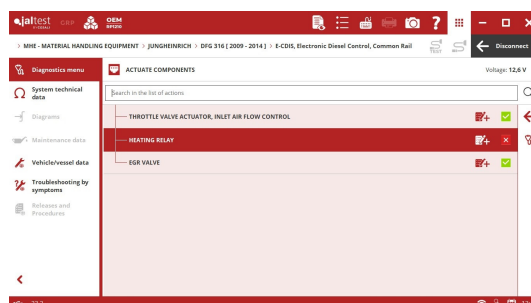 jaltest GRP OEM
> MHE - MATERIAL HANDLING EQUIPMENT > JUNGHEINRICH > DFG 316 [ 2009 - 2014 ] > E-CDIS, Electronic Diesel Control, Common Rail TEST Disconnect
Diagnostics menu
ACTUATE COMPONENTS
Voltage: 12,6 V
System technical data
Search in the list of actions
Diagrams
THROTTLE VALVE ACTUATOR, INLET AIR FLOW CONTROL
Maintenance data
HEATING RELAY
Vehicle/vessel data
EGR VALVE
Troubleshooting by symptoms
Releases and Procedures